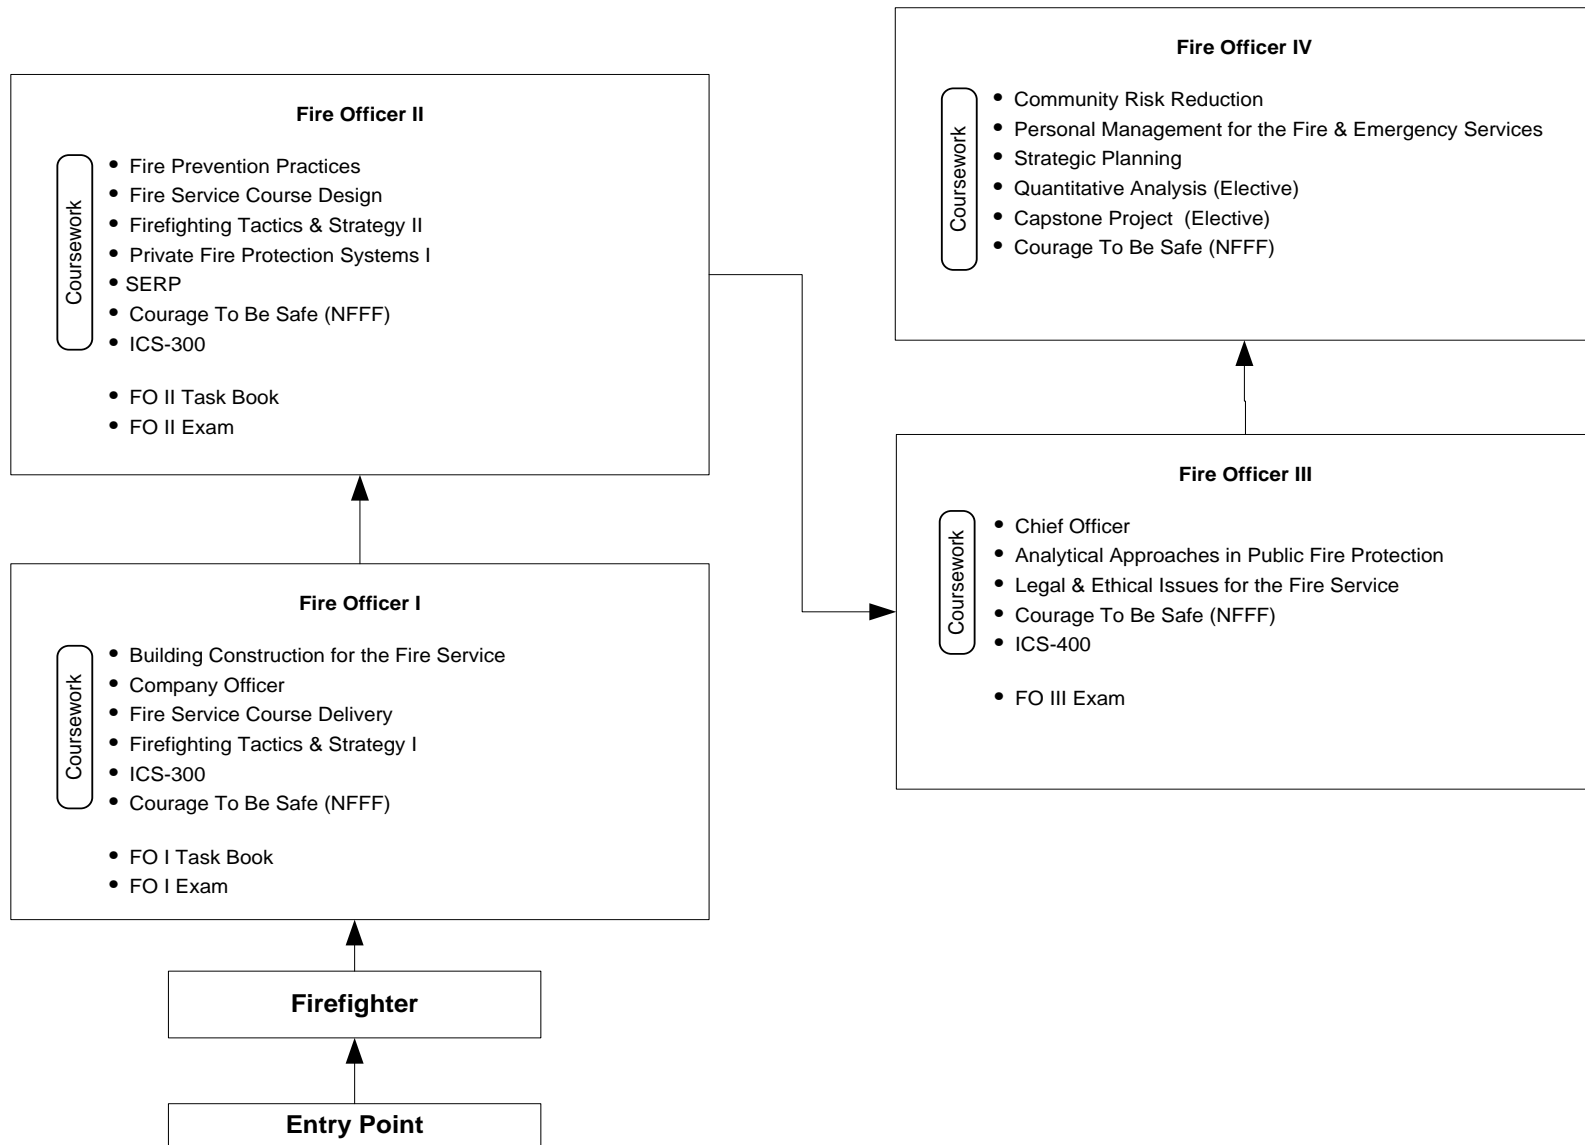 Fire Officer IV
Coursework
• Community Risk Reduction
• Personal Management for the Fire & Emergency Services
• Strategic Planning
• Quantitative Analysis (Elective)
• Capstone Project  (Elective)
• Courage To Be Safe (NFFF)
Fire Officer II
Coursework
• Fire Prevention Practices
• Fire Service Course Design
• Firefighting Tactics & Strategy II
• Private Fire Protection Systems I
• SERP
• Courage To Be Safe (NFFF)
• ICS-300
• FO II Task Book
• FO II Exam
Fire Officer III
Coursework
• Chief Officer
• Analytical Approaches in Public Fire Protection
• Legal & Ethical Issues for the Fire Service
• Courage To Be Safe (NFFF)
• ICS-400
• FO III Exam
Fire Officer I
Coursework
• Building Construction for the Fire Service
• Company Officer
• Fire Service Course Delivery
• Firefighting Tactics & Strategy I
• ICS-300
• Courage To Be Safe (NFFF)
• FO I Task Book
• FO I Exam
Firefighter
Entry Point